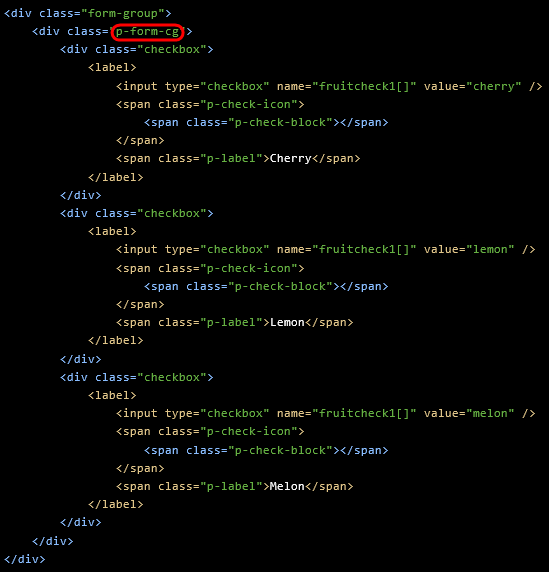 <div class="form-group">
    <div class="p-form-cg">
        <div class="checkbox">
            <label>
                <input type="checkbox" name="fruitcheck1[]" value="cherry" />
                <span class="p-check-icon">
                    <span class="p-check-block"></span>
                </span>
                <span class="p-label">Cherry</span>
            </label>
        </div>
        <div class="checkbox">
            <label>
                <input type="checkbox" name="fruitcheck1[]" value="lemon" />
                <span class="p-check-icon">
                    <span class="p-check-block"></span>
                </span>
                <span class="p-label">Lemon</span>
            </label>
        </div>
        <div class="checkbox">
            <label>
                <input type="checkbox" name="fruitcheck1[]" value="melon" />
                <span class="p-check-icon">
                    <span class="p-check-block"></span>
                </span>
                <span class="p-label">Melon</span>
            </label>
        </div>
    </div>
</div>